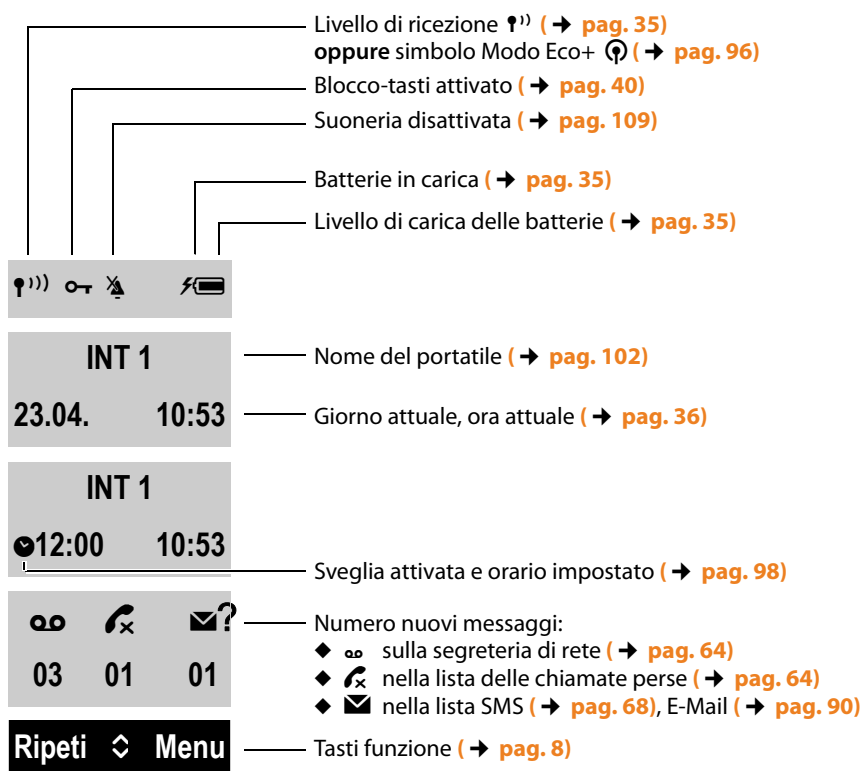 Livello di ricezione ( ➔ pag. 35)
oppure simbolo Modo Eco+ ( ➔ pag. 96)
Blocco-tasti attivato ( ➔ pag. 40)
Suoneria disattivata ( ➔ pag. 109)
Batterie in carica ( ➔ pag. 35)
Livello di carica delle batterie ( ➔ pag. 35)
INT 1
Nome del portatile ( ➔ pag. 102)
23.04. 10:53
Giorno attuale, ora attuale ( ➔ pag. 36)
INT 1
12:00 10:53
Sveglia attivata e orario impostato ( ➔ pag. 98)
?
Numero nuovi messaggi:
◆ sulla segreteria di rete ( ➔ pag. 64)
03 01 01
◆ nella lista delle chiamate perse ( ➔ pag. 64)
◆ nella lista SMS ( ➔ pag. 68), E-Mail ( ➔ pag. 90)
Ripeti Menu
Tasti funzione ( ➔ pag. 8)